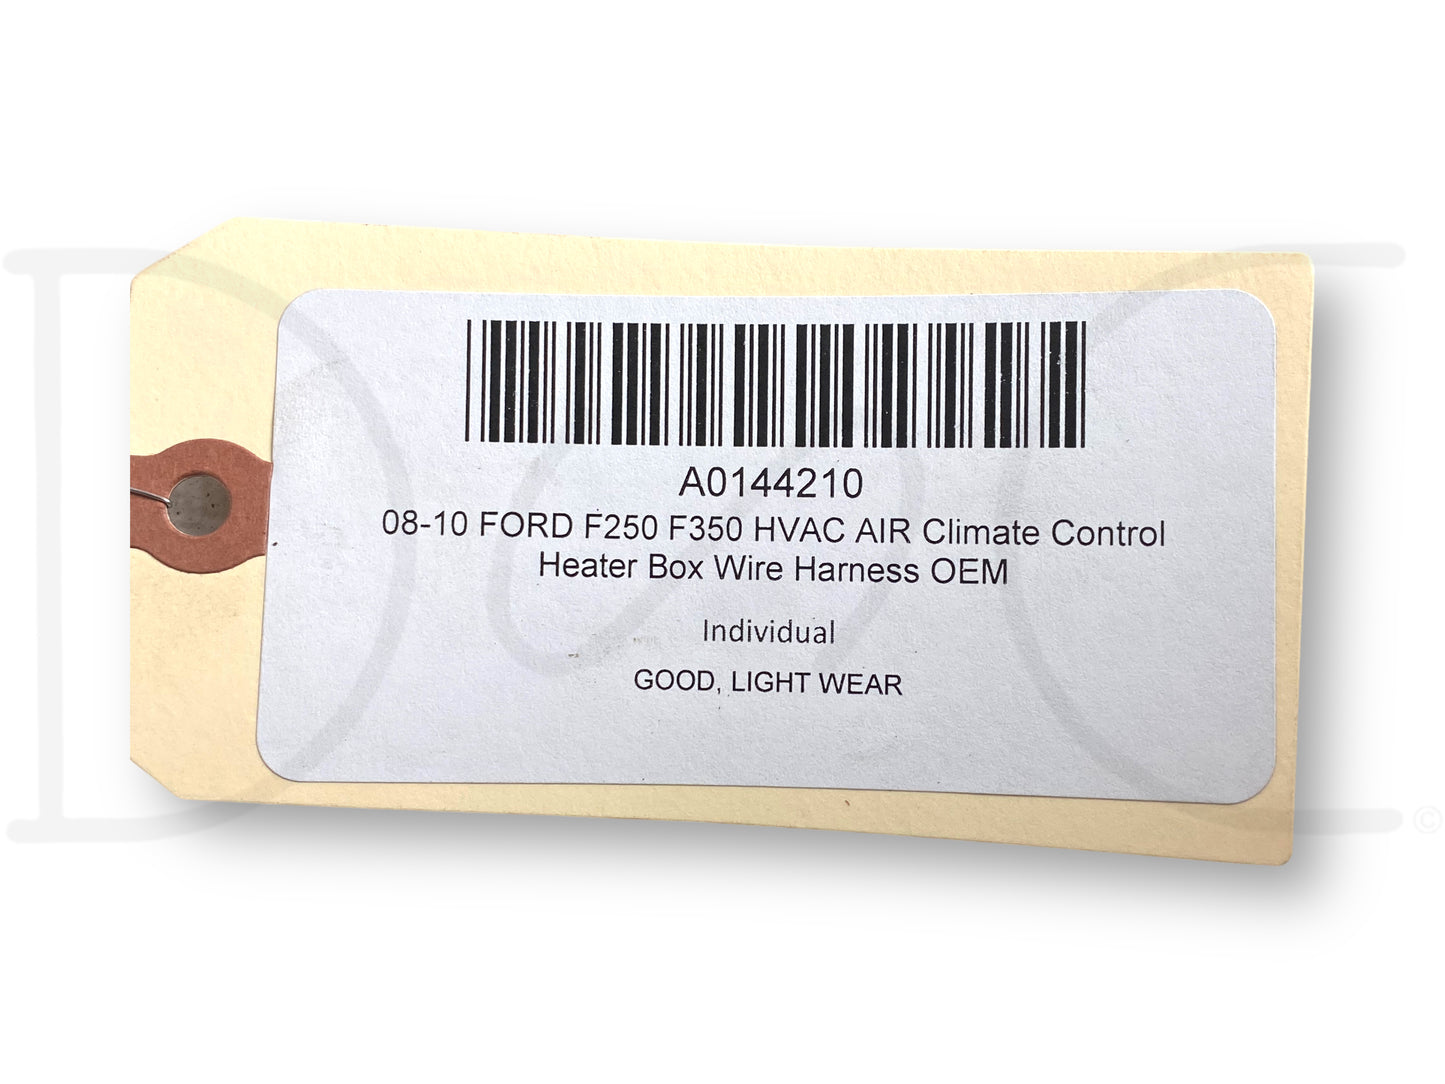 A0144210
08-10 FORD F250 F350 HVAC AIR Climate Control
Heater Box Wire Harness OEM
Individual
GOOD, LIGHT WEAR
©